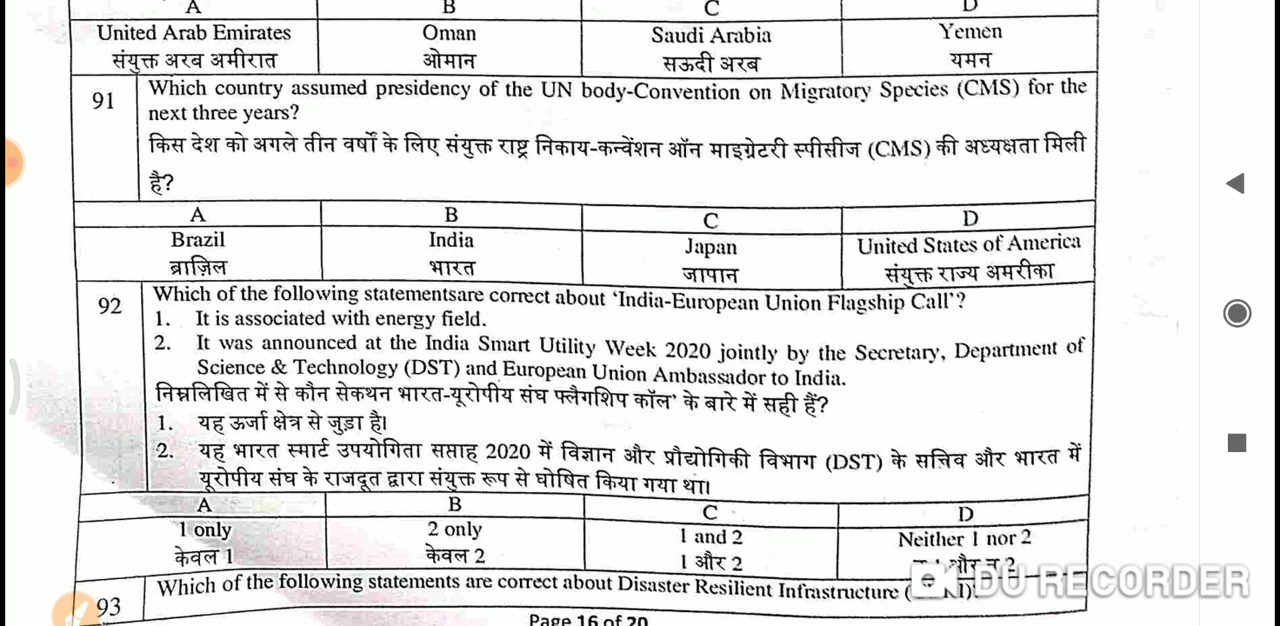 A B C D
United Arab Emirates Oman Saudi Arabia Yemen
संयुक्त अरब अमीरात ओमान सऊदी अरब यमन
91 Which country assumed presidency of the UN body-Convention on Migratory Species (CMS) for the
next three years?
किस देश को अगले तीन वर्षों के लिए संयुक्त राष्ट्र निकाय-कन्वेंशन ऑन माइग्रेटरी स्पीसीज (CMS) की अध्यक्षता मिली
है?
A B C D
Brazil India Japan United States of America
ब्राज़िल भारत जापान संयुक्त राज्य अमरीका
92 Which of the following statementsare correct about ‘India-European Union Flagship Call’?
1. It is associated with energy field.
2. It was announced at the India Smart Utility Week 2020 jointly by the Secretary, Department of
Science & Technology (DST) and European Union Ambassador to India.
निम्नलिखित में से कौन सेकथन भारत-यूरोपीय संघ फ्लैगशिप कॉल’ के बारे में सही हैं?
1. यह ऊर्जा क्षेत्र से जुड़ा है।
2. यह भारत स्मार्ट उपयोगिता सप्ताह 2020 में विज्ञान और प्रौद्योगिकी विभाग (DST) के सचिव और भारत में
यूरोपीय संघ के राजदूत द्वारा संयुक्त रूप से घोषित किया गया था।
A B C D
1 only 2 only 1 and 2 Neither 1 nor 2
केवल 1 केवल 2 1 और 2
93 Which of the following statements are correct about Disaster Resilient Infrastructure
DU RECORDER
Page 16 of 20